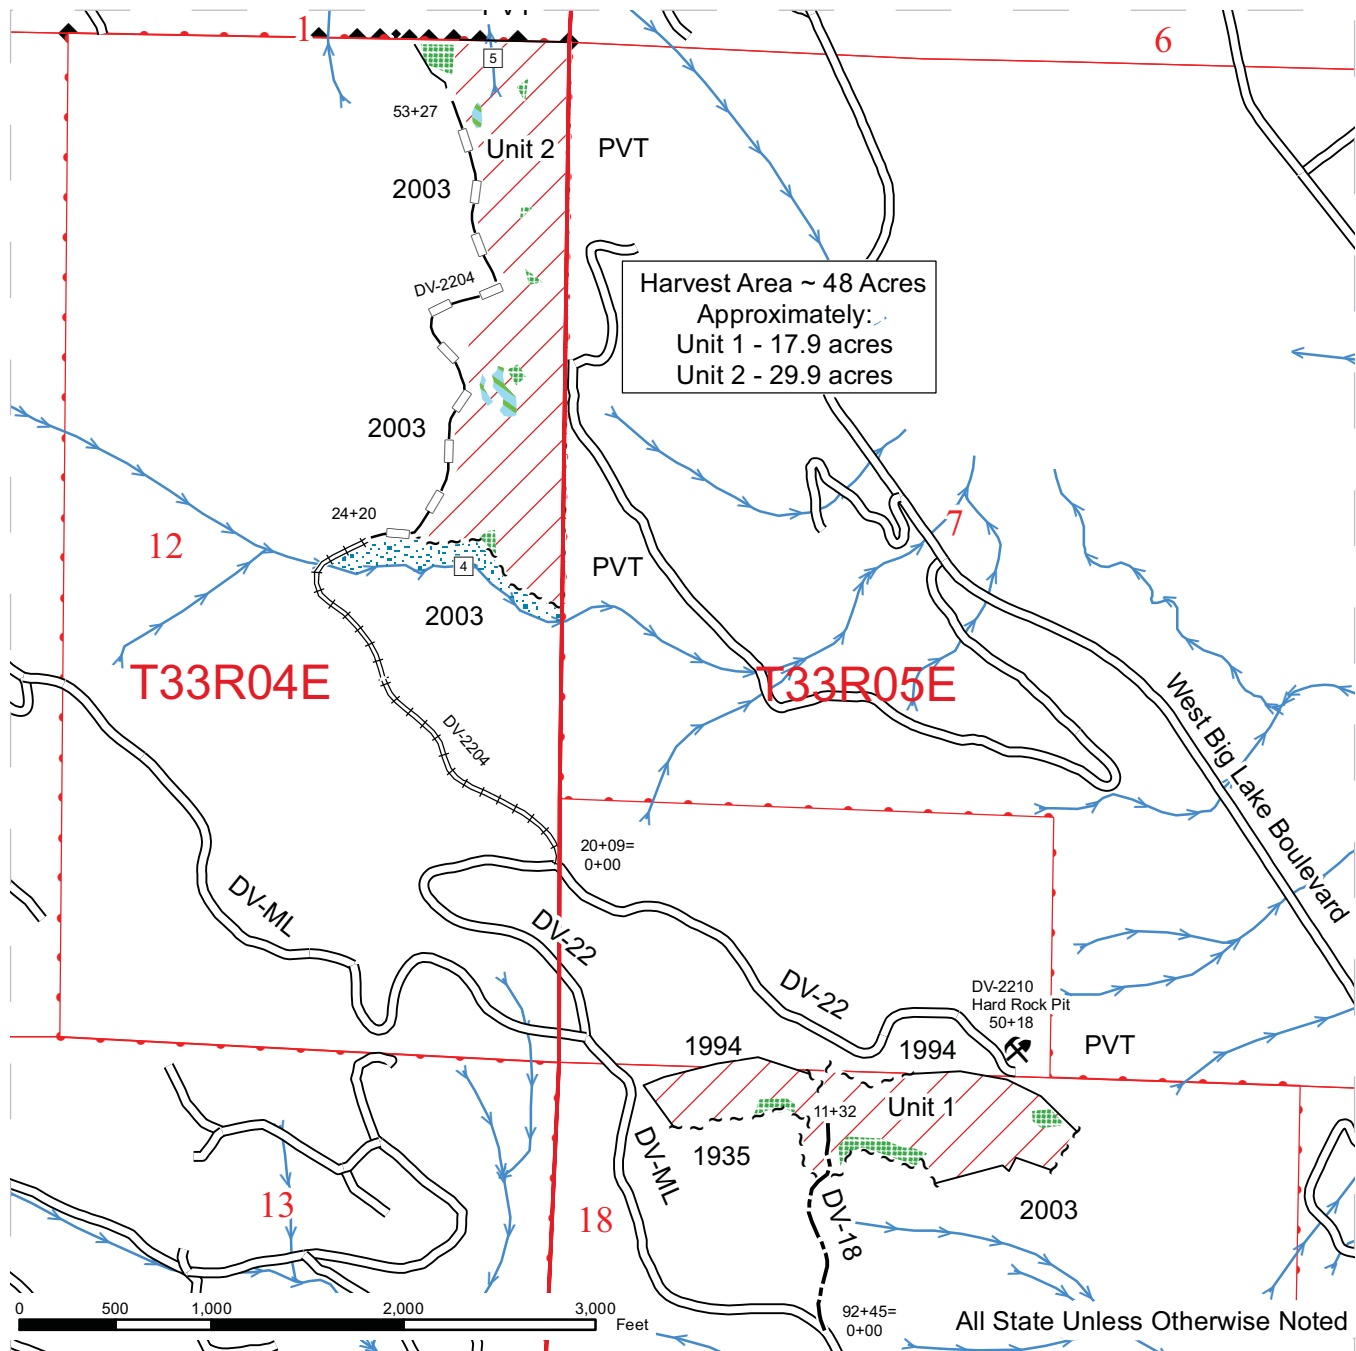 1
6
5
53+27
Unit 2
PVT
2003
DV-2204
Harvest Area ~ 48 Acres
Approximately:
Unit 1 - 17.9 acres
Unit 2 - 29.9 acres
2003
24+20
12
7
4
PVT
2003
T33R04E
T33R05E
DV-2204
West Big Lake Boulevard
20+09=
0+00
DV-ML
DV-22
DV-22
DV-2210
Hard Rock Pit
50+18
1994
1994
PVT
11+32
Unit 1
1935
DV-ML
DV-18
13
18
2003
0
500
1,000
2,000
3,000
Feet
92+45=
0+00
All State Unless Otherwise Noted